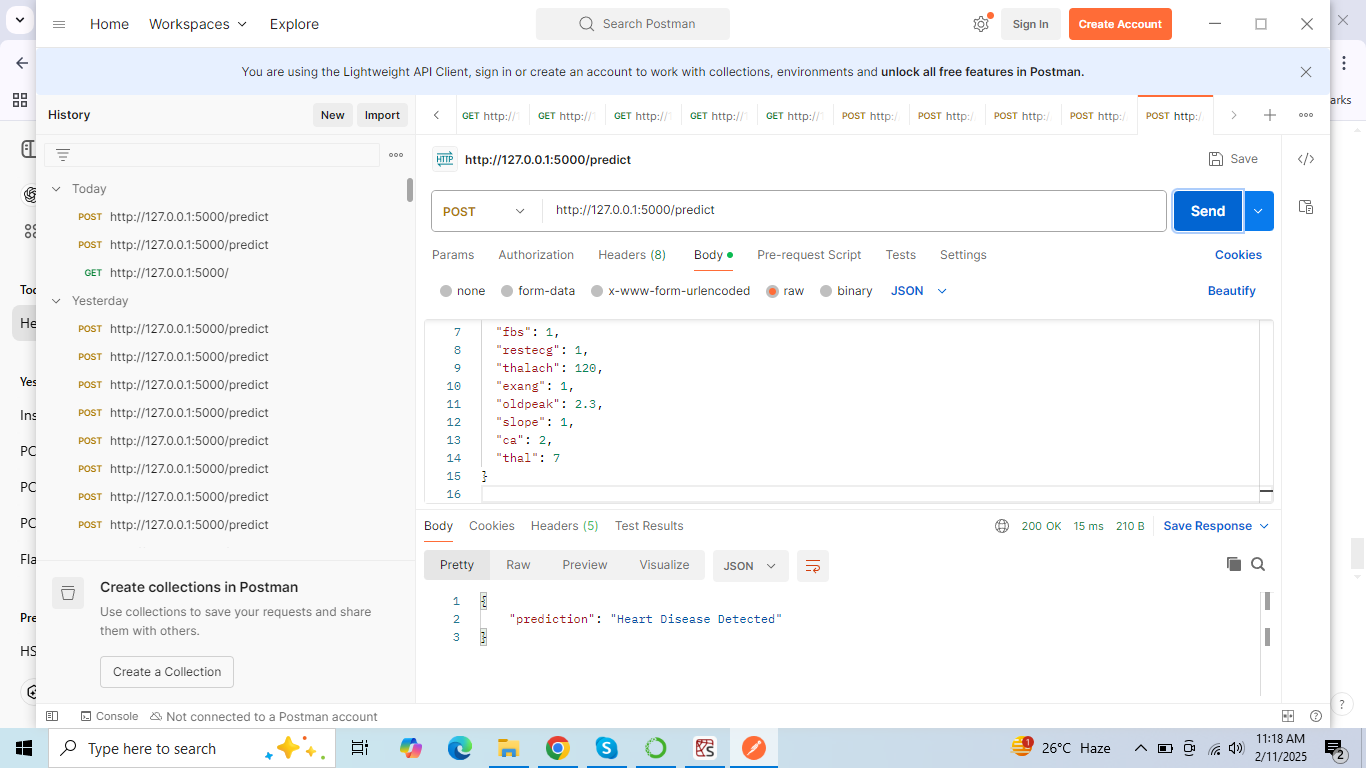 Home Workspaces Explore Search Postman Sign In Create Account
You are using the Lightweight API Client, sign in or create an account to work with collections, environments and unlock all free features in Postman.
History New Import
GET http:// GET http:// GET http:// GET http:// GET http:// POST http: POST http: POST http: POST http: POST http:
arks
HTTP http://127.0.0.1:5000/predict Save
Today
POST http://127.0.0.1:5000/predict
POST http://127.0.0.1:5000/predict
GET http://127.0.0.1:5000/
Yesterday
POST http://127.0.0.1:5000/predict
POST http://127.0.0.1:5000/predict
POST http://127.0.0.1:5000/predict
POST http://127.0.0.1:5000/predict
POST http://127.0.0.1:5000/predict
POST http://127.0.0.1:5000/predict
POST http://127.0.0.1:5000/predict
POST http://127.0.0.1:5000/predict
Create collections in Postman
Use collections to save your requests and share
them with others.
Create a Collection
POST http://127.0.0.1:5000/predict Send
Params Authorization Headers (8) Body Pre-request Script Tests Settings Cookies
none form-data x-www-form-urlencoded raw binary JSON Beautify
7 "fbs": 1,
8 "restecg": 1,
9 "thalach": 120,
10 "exang": 1,
11 "oldpeak": 2.3,
12 "slope": 1,
13 "ca": 2,
14 "thal": 7
15 }
16
Body Cookies Headers (5) Test Results 200 OK 15 ms 210 B Save Response
Pretty Raw Preview Visualize JSON
1 {
2 "prediction": "Heart Disease Detected"
3 }
Toc
He
Yes
Ins
PC
PC
PC
Fla
Pre
HS
Console Not connected to a Postman account
Type here to search 26°C Haze 11:18 AM
2/11/2025
1
2